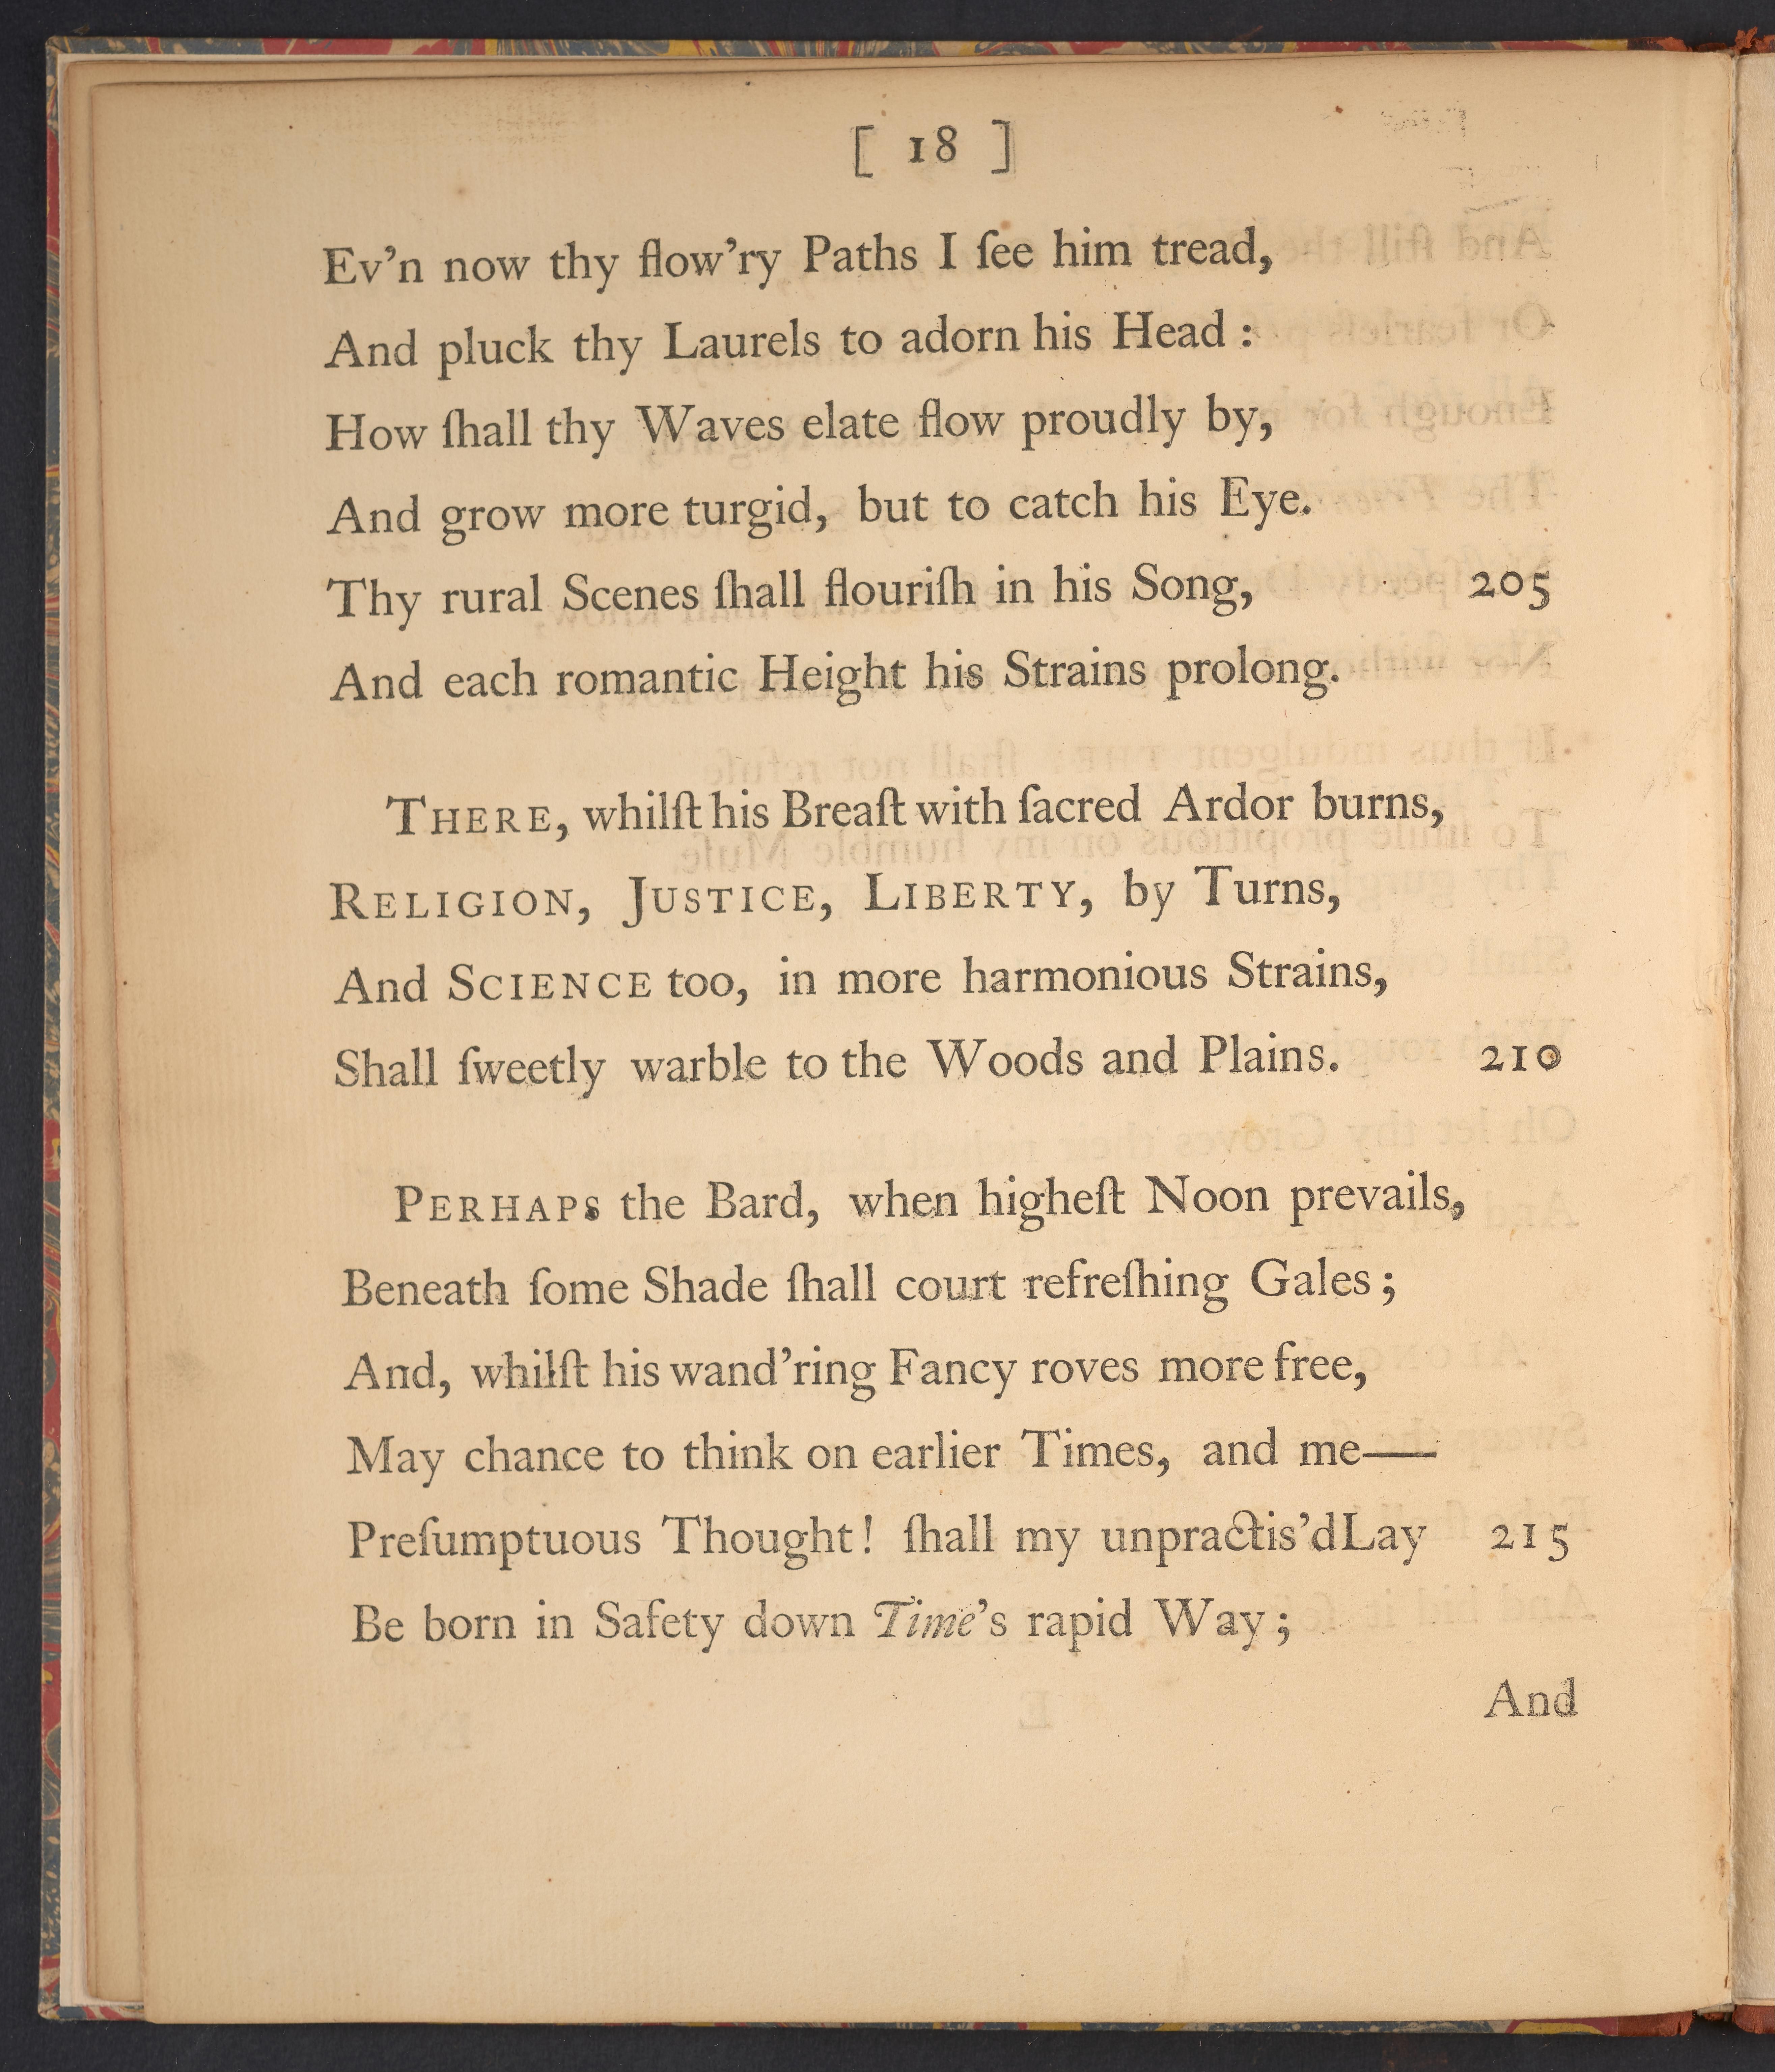 [ 18 ]
Ev’n now thy flow’ry Paths I ſee him tread,
And pluck thy Laurels to adorn his Head :
How ſhall thy Waves elate flow proudly by,
And grow more turgid, but to catch his Eye.
Thy rural Scenes ſhall flouriſh in his Song, 205
And each romantic Height his Strains prolong.
THERE, whilſt his Breaſt with ſacred Ardor burns,
RELIGION, JUSTICE, LIBERTY, by Turns,
And SCIENCE too, in more harmonious Strains,
Shall ſweetly warble to the Woods and Plains. 210
PERHAPS the Bard, when higheſt Noon prevails,
Beneath ſome Shade ſhall court refreſhing Gales ;
And, whilſt his wand’ring Fancy roves more free,
May chance to think on earlier Times, and me—
Preſumptuous Thought ! ſhall my unpractis’d Lay 215
Be born in Safety down Time’s rapid Way ;
And